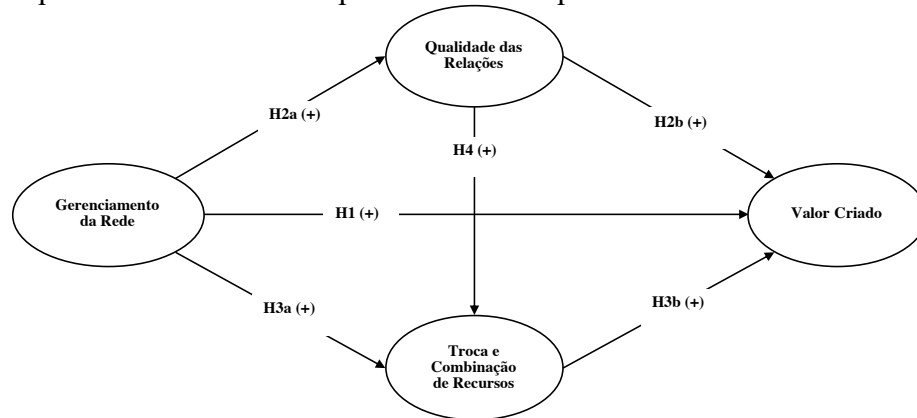 Qualidade das
Relações
H2a (+)
H2b (+)
H4 (+)
Gerenciamento
da Rede
H1 (+)
Valor Criado
H3a (+)
H3b (+)
Troca e
Combinação
de Recursos